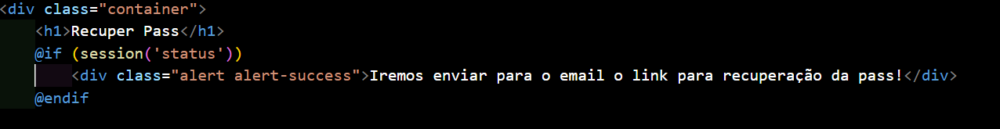 <div class="container">
<h1>Recuper Pass</h1>
@if (session('status'))
<div class="alert alert-success">Iremos enviar para o email o link para recuperação da pass!</div>
@endif